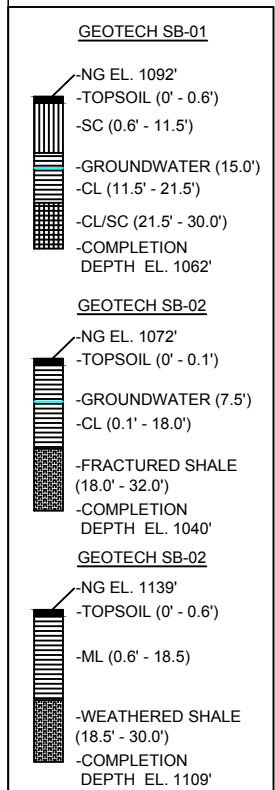 GEOTECH SB-01
-NG EL. 1092'
-TOPSOIL (0' - 0.6')
-SC (0.6' - 11.5')
-GROUNDWATER (15.0')
-CL (11.5' - 21.5')
-CL/SC (21.5' - 30.0')
-COMPLETION
DEPTH EL. 1062'
GEOTECH SB-02
-NG EL. 1072'
-TOPSOIL (0' - 0.1')
-GROUNDWATER (7.5')
-CL (0.1' - 18.0')
-FRACTURED SHALE
(18.0' - 32.0')
-COMPLETION
DEPTH EL. 1040'
GEOTECH SB-02
-NG EL. 1139'
-TOPSOIL (0' - 0.6')
-ML (0.6' - 18.5)
-WEATHERED SHALE
(18.5' - 30.0')
-COMPLETION
DEPTH EL. 1109'